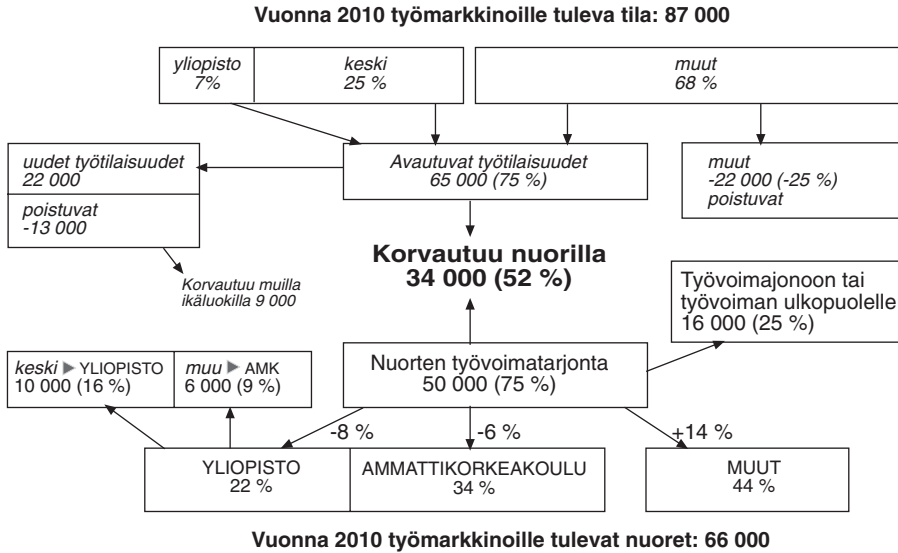 Vuonna 2010 työmarkkinoille tuleva tila: 87 000
yliopisto
7%
keski
25 %
muut
68 %
uudet työtilaisuudet
22 000
poistuvat
-13 000
Avautuvat työtilaisuudet
65 000 (75 %)
muut
-22 000 (-25 %)
poistuvat
Korvautuu nuorilla
34 000 (52 %)
Korvautuu muilla
ikäluokilla 9 000
Työvoimajonoon tai
työvoiman ulkopuolelle
16 000 (25 %)
keski ▶ YLIOPISTO
10 000 (16 %)
muu ▶ AMK
6 000 (9 %)
Nuorten työvoimatarjonta
50 000 (75 %)
-8 %
-6 %
+14 %
YLIOPISTO
22 %
AMMATTIKORKEAKOULU
34 %
MUUT
44 %
Vuonna 2010 työmarkkinoille tulevat nuoret: 66 000